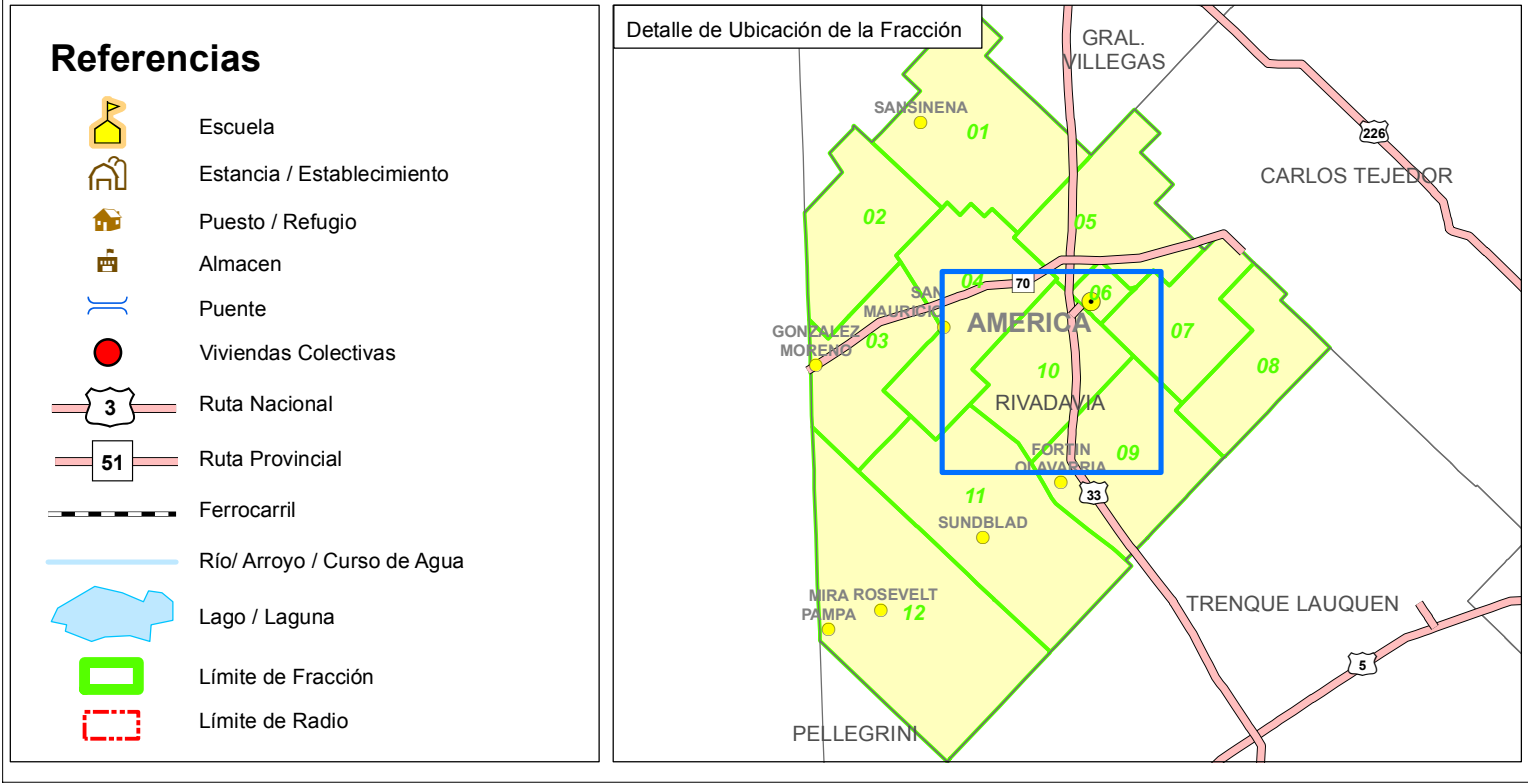 Referencias
Escuela
Estancia / Establecimiento
Puesto / Refugio
Almacen
Puente
Viviendas Colectivas
3
Ruta Nacional
51
Ruta Provincial
Ferrocarril
Río/ Arroyo / Curso de Agua
Lago / Laguna
Límite de Fracción
Límite de Radio
Detalle de Ubicación de la Fracción
GRAL.
VILLEGAS
226
SANSINENA
01
CARLOS TEJEDOR
02
05
04
70
06
SAN
MAURICIO
AMERICA
GONZALEZ
MORENO
03
07
10
08
RIVADAVIA
FORTIN
OLAVARRIA
09
33
11
SUNDBLAD
MIRA
PAMPA
ROSEVELT
12
TRENQUE LAUQUEN
5
PELLEGRINI